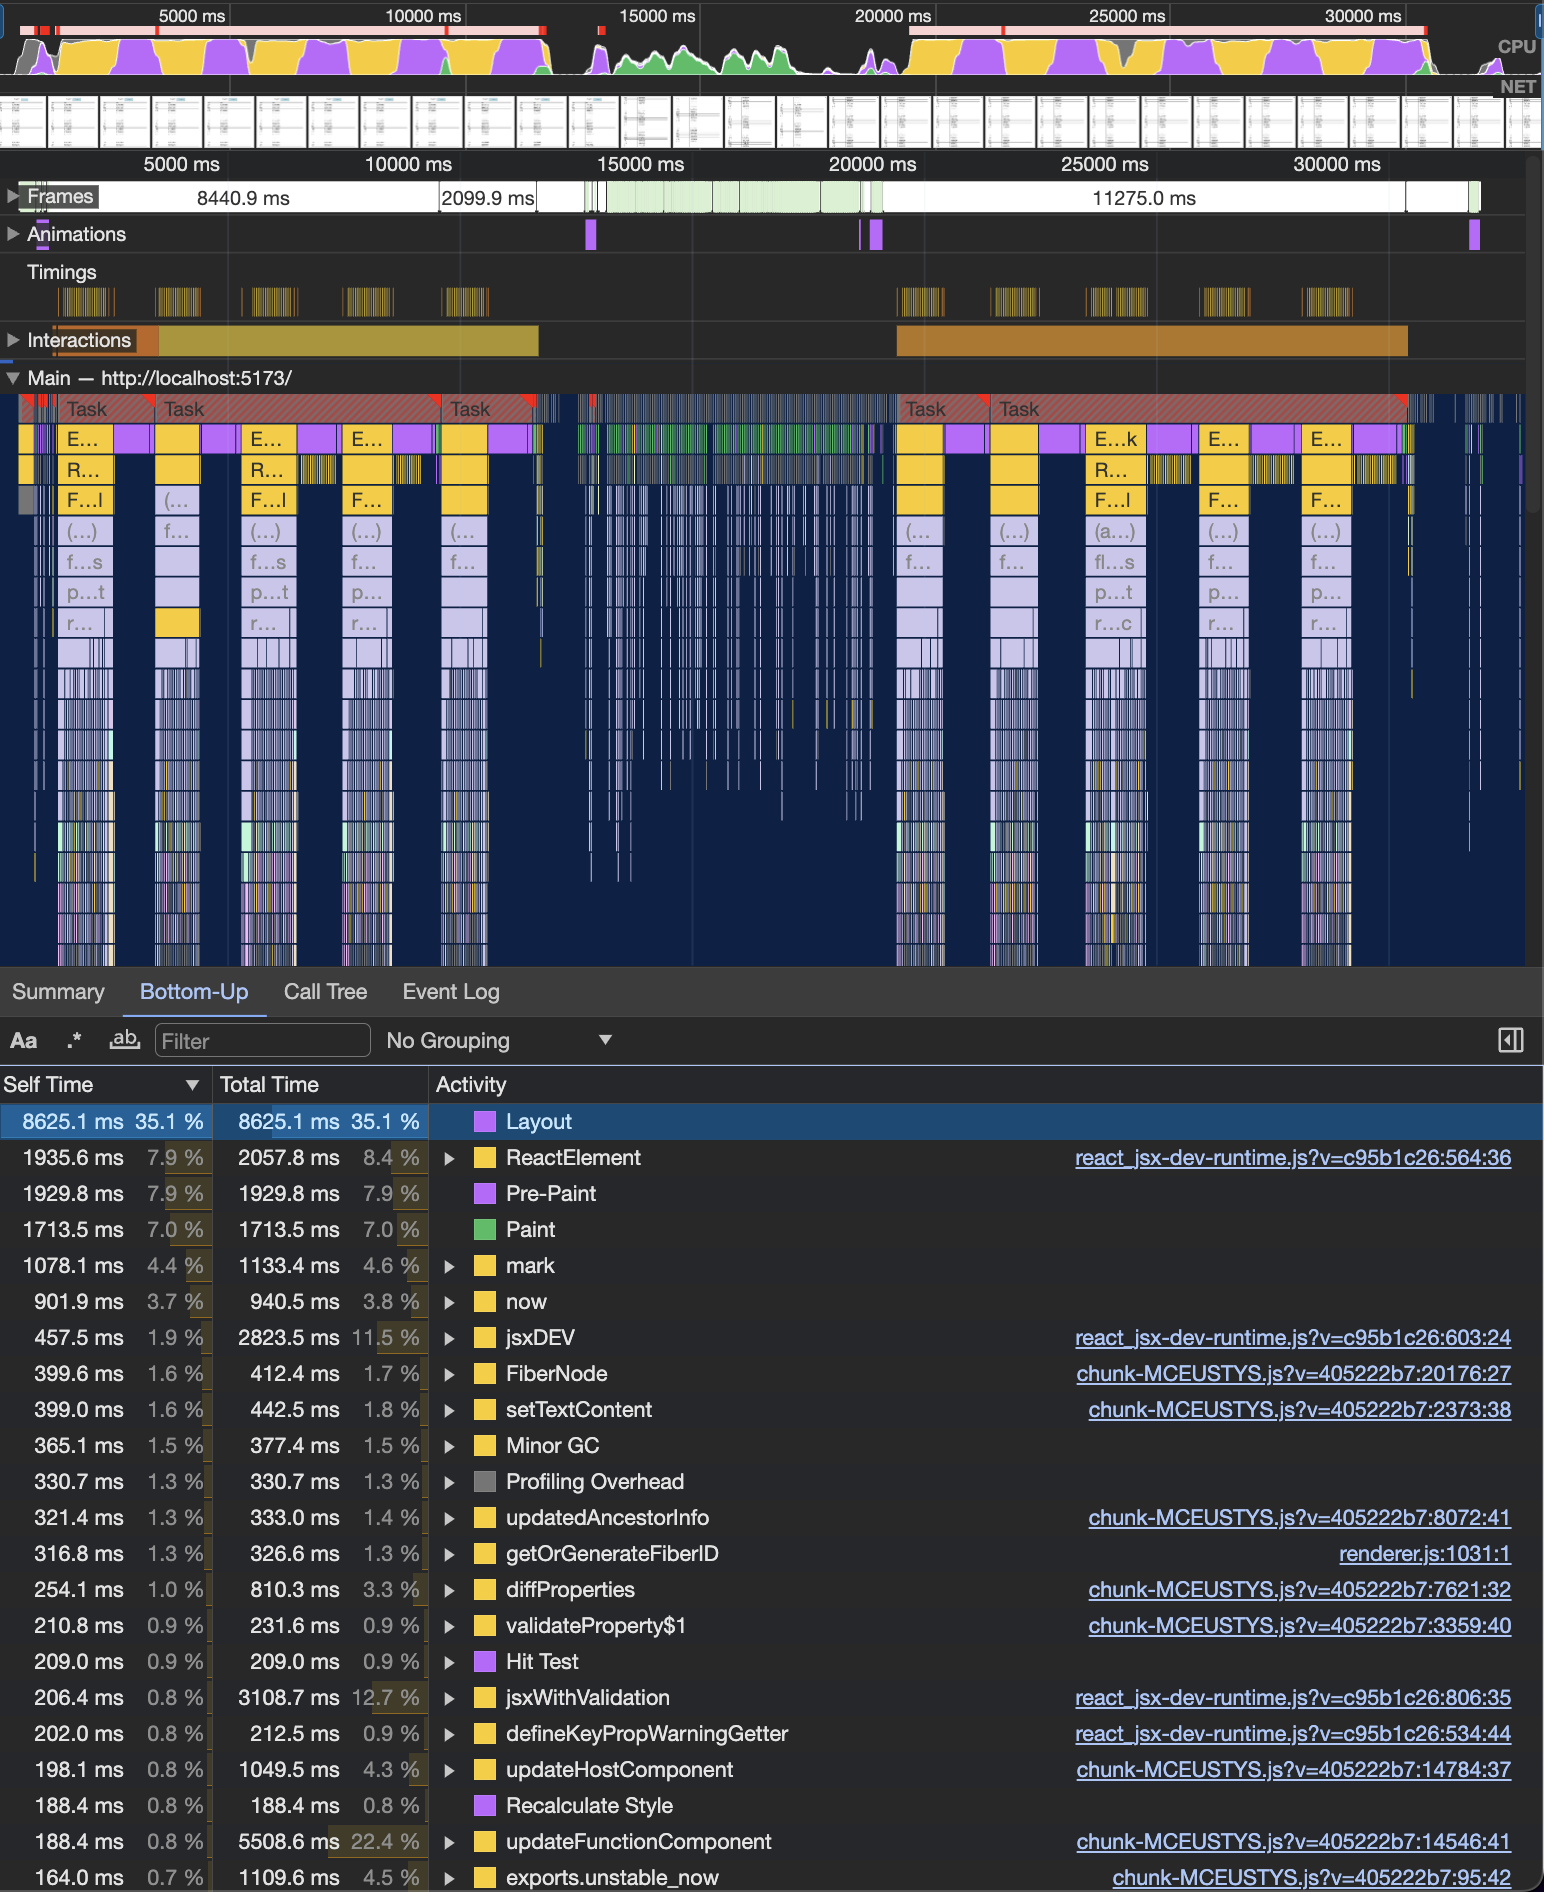 5000 ms 10000 ms 15000 ms 20000 ms 25000 ms 30000 ms
CPU
NET
5000 ms 10000 ms 15000 ms 20000 ms 25000 ms 30000 ms
Frames 8440.9 ms 2099.9 ms 11275.0 ms
Animations
Timings
Interactions
Main — http://localhost:5173/
Task Task Task Task Task
E... E... E... E...k E... E...
R... R... R...
F...l (... F...l F... F...l F... F...
(...) f... (...) (...) (... (... (...) (a...) (...) (...)
f...s f...s f... f... f... f... fl...s f... f...
p...t p...t p... p...t p... p...
r... r... r... r...c r... r...
Summary Bottom-Up Call Tree Event Log
Aa .* ab Filter No Grouping
Self Time Total Time Activity
8625.1 ms 35.1 % 8625.1 ms 35.1 % Layout
1935.6 ms 7.9 % 2057.8 ms 8.4 % ReactElement react_jsx-dev-runtime.js?v=c95b1c26:564:36
1929.8 ms 7.9 % 1929.8 ms 7.9 % Pre-Paint
1713.5 ms 7.0 % 1713.5 ms 7.0 % Paint
1078.1 ms 4.4 % 1133.4 ms 4.6 % mark
901.9 ms 3.7 % 940.5 ms 3.8 % now
457.5 ms 1.9 % 2823.5 ms 11.5 % jsxDEV react_jsx-dev-runtime.js?v=c95b1c26:603:24
399.6 ms 1.6 % 412.4 ms 1.7 % FiberNode chunk-MCEUSTYS.js?v=405222b7:20176:27
399.0 ms 1.6 % 442.5 ms 1.8 % setTextContent chunk-MCEUSTYS.js?v=405222b7:2373:38
365.1 ms 1.5 % 377.4 ms 1.5 % Minor GC
330.7 ms 1.3 % 330.7 ms 1.3 % Profiling Overhead
321.4 ms 1.3 % 333.0 ms 1.4 % updatedAncestorInfo chunk-MCEUSTYS.js?v=405222b7:8072:41
316.8 ms 1.3 % 326.6 ms 1.3 % getOrGenerateFiberID renderer.js:1031:1
254.1 ms 1.0 % 810.3 ms 3.3 % diffProperties chunk-MCEUSTYS.js?v=405222b7:7621:32
210.8 ms 0.9 % 231.6 ms 0.9 % validateProperty$1 chunk-MCEUSTYS.js?v=405222b7:3359:40
209.0 ms 0.9 % 209.0 ms 0.9 % Hit Test
206.4 ms 0.8 % 3108.7 ms 12.7 % jsxWithValidation react_jsx-dev-runtime.js?v=c95b1c26:806:35
202.0 ms 0.8 % 212.5 ms 0.9 % defineKeyPropWarningGetter react_jsx-dev-runtime.js?v=c95b1c26:534:44
198.1 ms 0.8 % 1049.5 ms 4.3 % updateHostComponent chunk-MCEUSTYS.js?v=405222b7:14784:37
188.4 ms 0.8 % 188.4 ms 0.8 % Recalculate Style
188.4 ms 0.8 % 5508.6 ms 22.4 % updateFunctionComponent chunk-MCEUSTYS.js?v=405222b7:14546:41
164.0 ms 0.7 % 1109.6 ms 4.5 % exports.unstable_now chunk-MCEUSTYS.js?v=405222b7:95:42